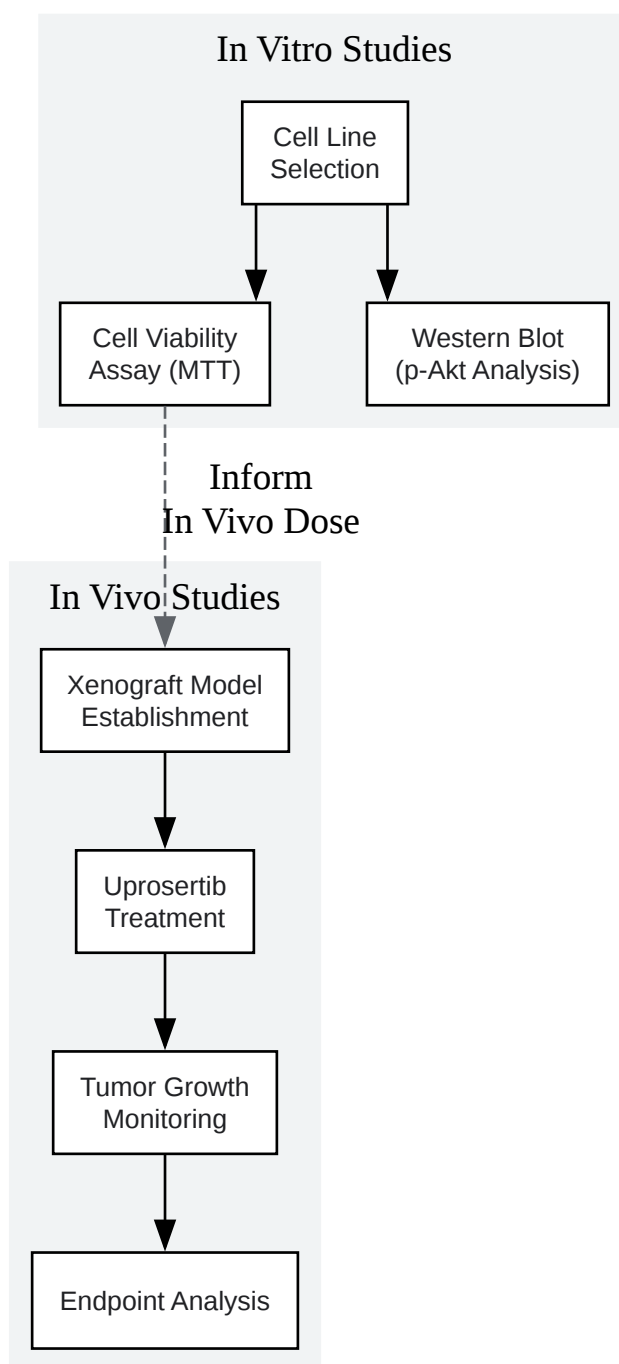 In Vitro Studies
Cell Line
Selection
Cell Viability
Assay (MTT)
Western Blot
(p-Akt Analysis)
Inform
In Vivo Dose
In Vivo Studies
Xenograft Model
Establishment
Uprosertib
Treatment
Tumor Growth
Monitoring
Endpoint Analysis